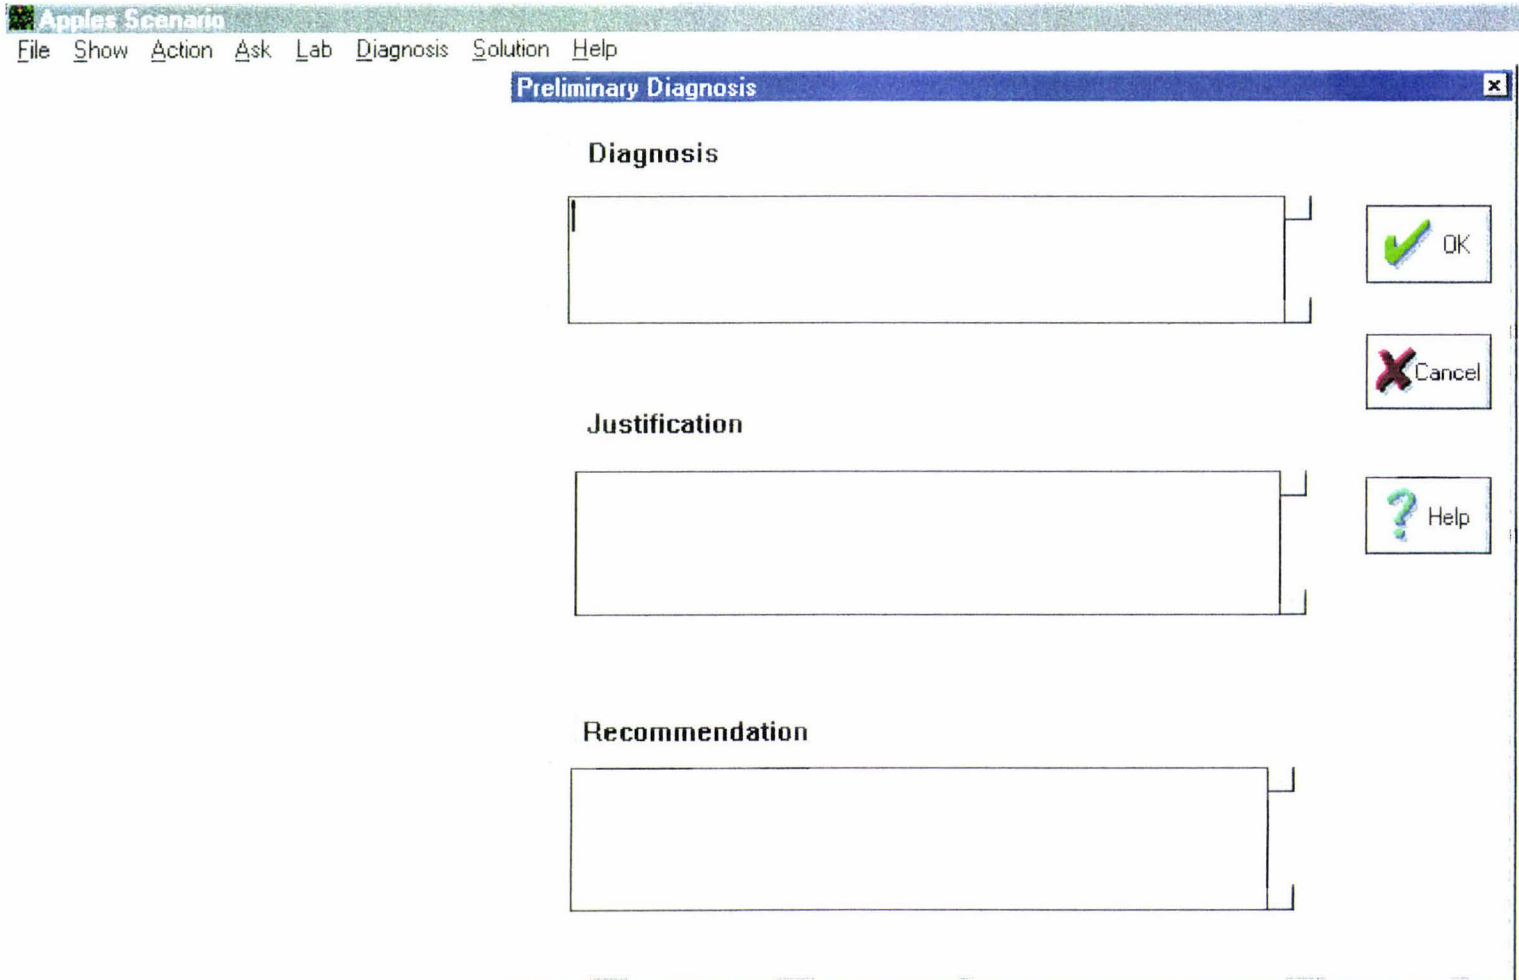 Apples Scenario
File Show Action Ask Lab Diagnosis Solution Help
Preliminary Diagnosis
Diagnosis
OK
Cancel
Justification
Help
Recommendation